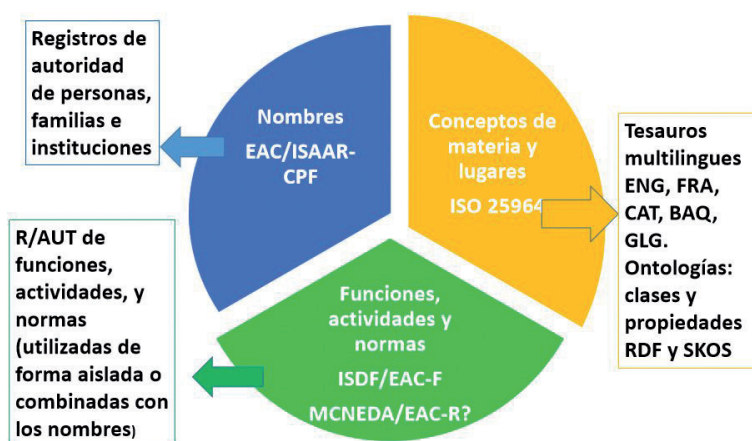 Registros de
autoridad
de personas,
familias e
instituciones
Nombres
EAC/ISAAR-
CPF
Conceptos de
materia y
lugares
ISO 25964
Tesauros
multilingues
ENG, FRA,
CAT, BAQ,
GLG.
Ontologías:
clases y
propiedades
RDF y SKOS
R/AUT de
funciones,
actividades, y
normas
(utilizadas de
forma aislada o
combinadas con
los nombres)
Funciones,
actividades y
normas
ISDF/EAC-F
MCNEDA/EAC-R?